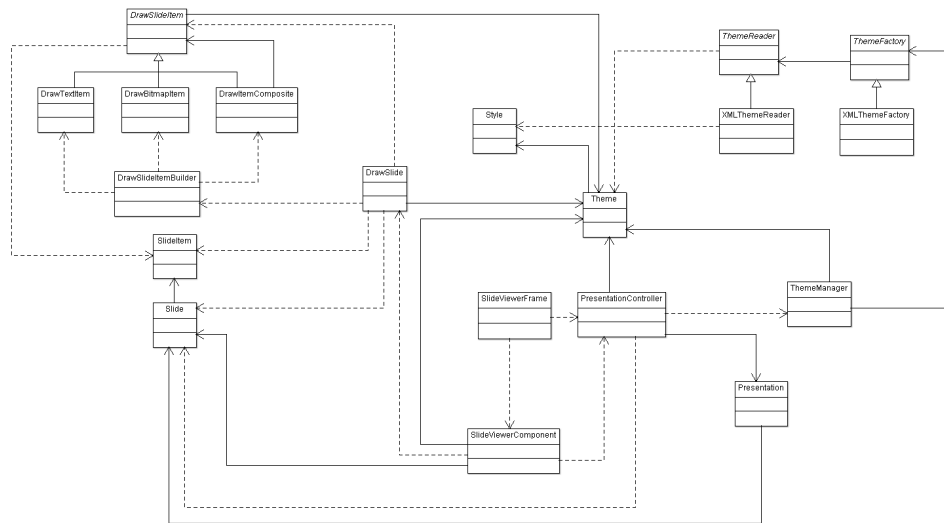 DrawSlideItem
ThemeReader
ThemeFactory
DrawTextItem
DrawBitmapItem
DrawItemComposite
Style
XMLThemeReader
XMLThemeFactory
DrawSlideItemBuilder
DrawSlide
Theme
SlideItem
SlideViewerFrame
PresentationController
ThemeManager
Slide
Presentation
SlideViewerComponent